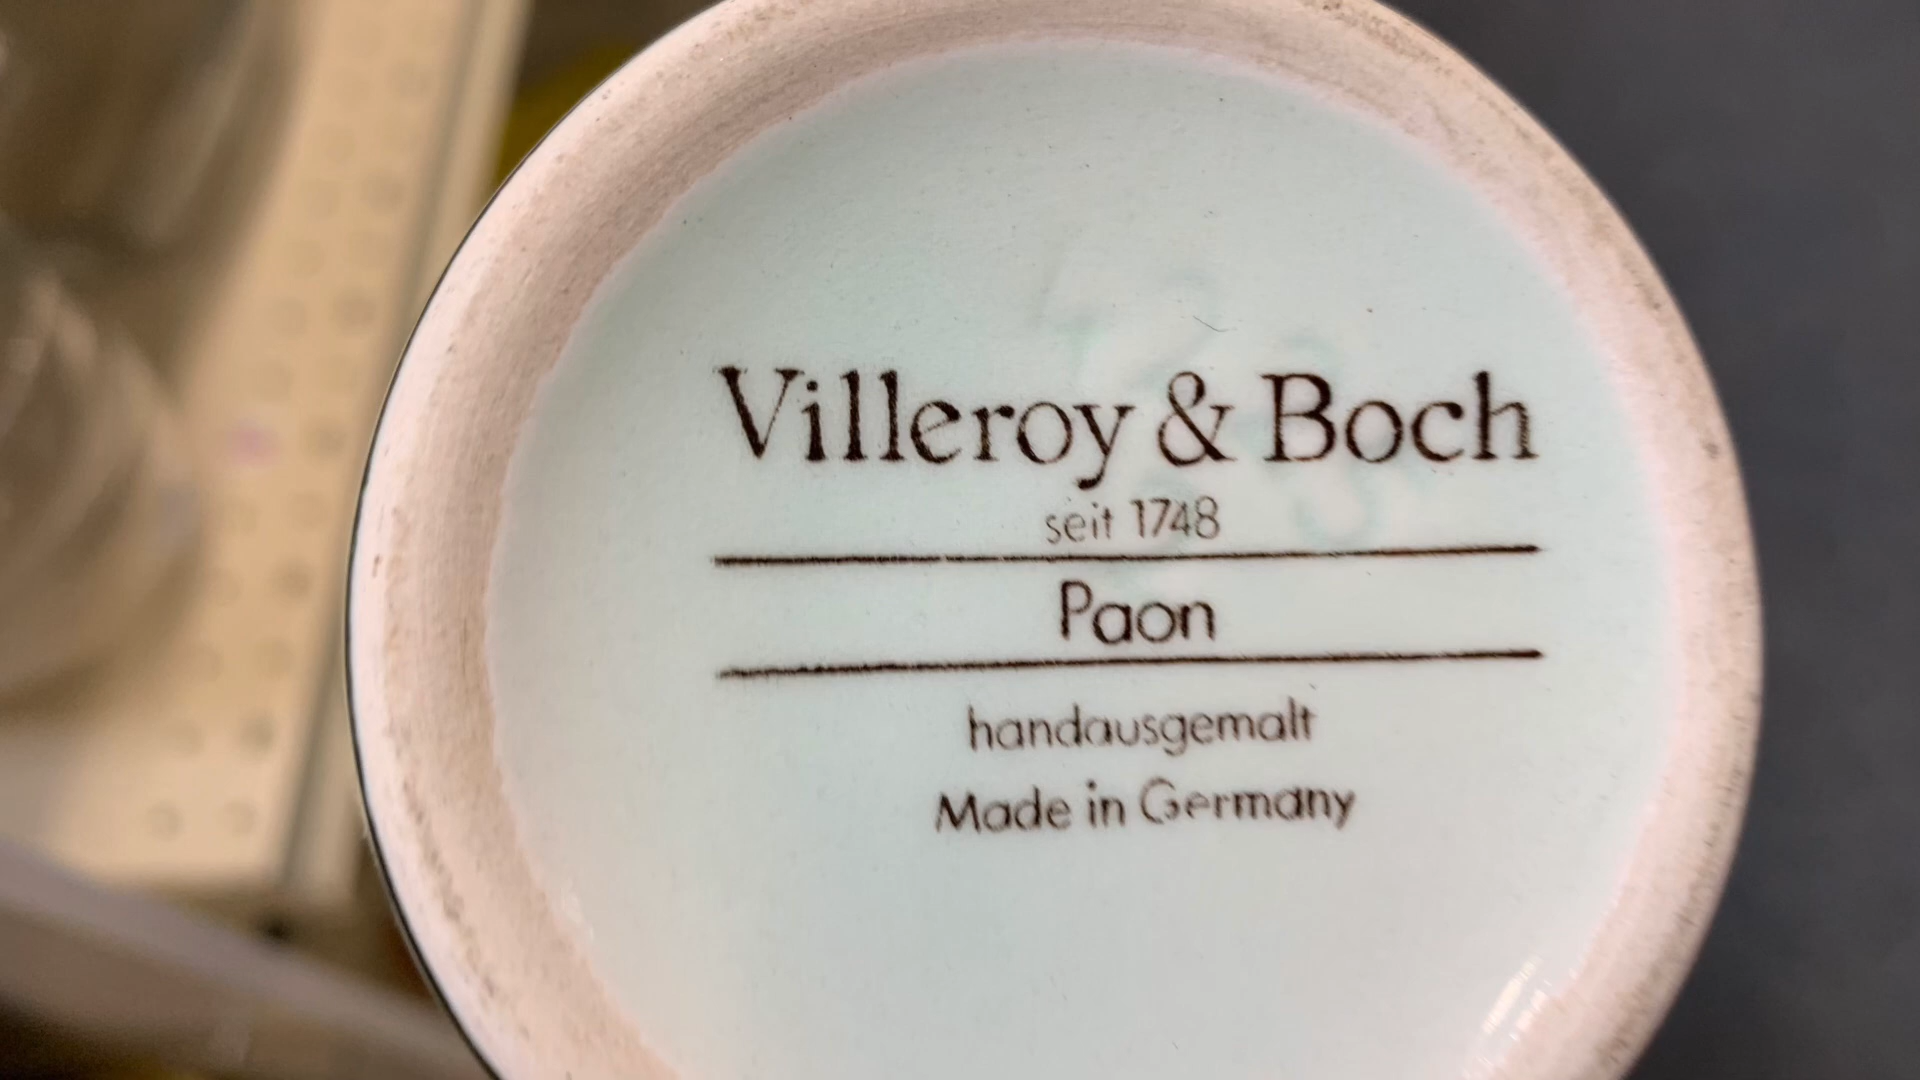 Villeroy & Boch
seit 1748
Paon
handausgemalt
Made in Germany